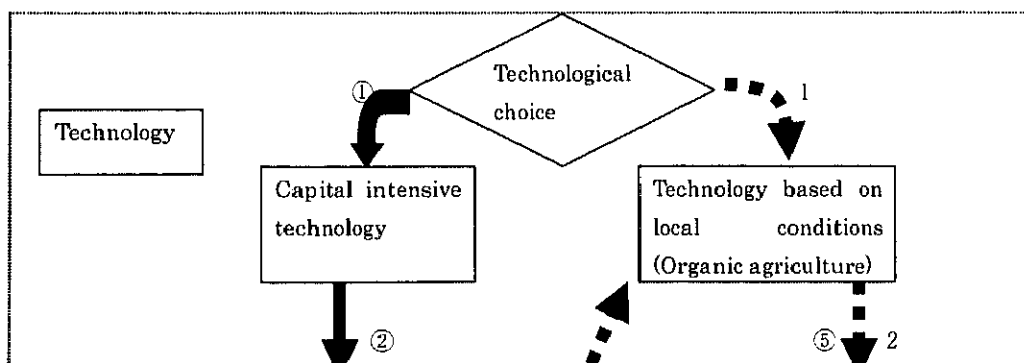 Technological
choice
①
1
Technology
Capital intensive
technology
Technology based on
local conditions
(Organic agriculture)
②
⑤ 2